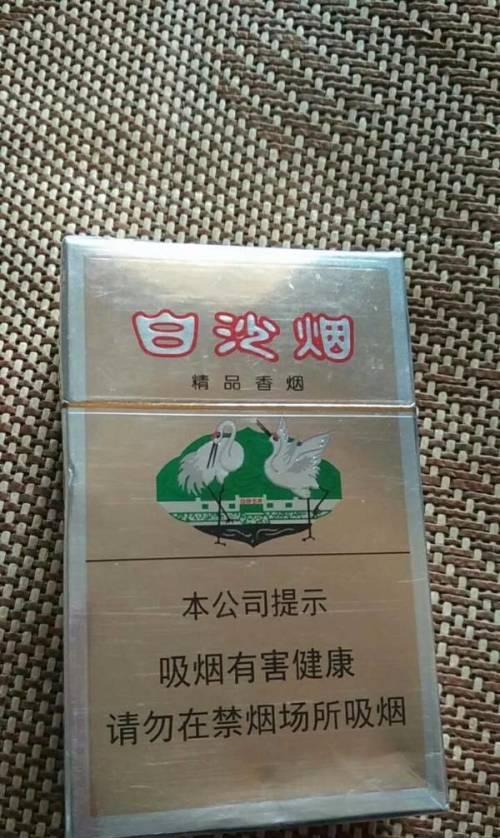 白沙烟
精品香烟
本公司提示
吸烟有害健康
请勿在禁烟场所吸烟